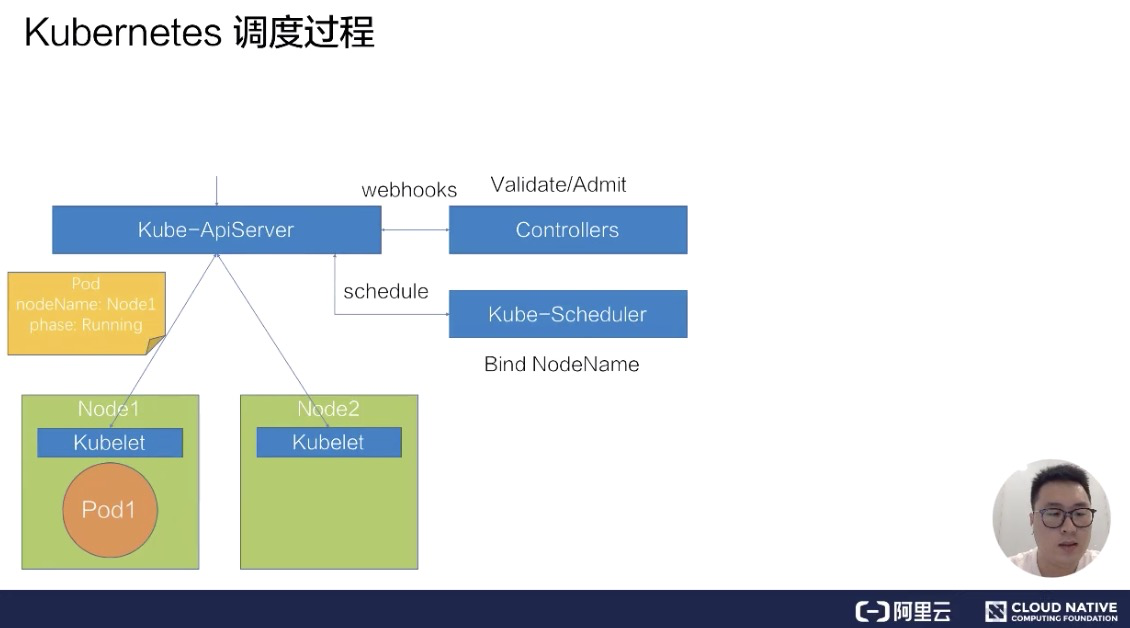 Kubernetes 调度过程
webhooks
Validate/Admit
Kube-ApiServer
Controllers
Pod
nodeName: Node1
phase: Running
schedule
Kube-Scheduler
Bind NodeName
Node1
Kubelet
Pod1
Node2
Kubelet
阿里云
CLOUD NATIVE
COMPUTING FOUNDATION